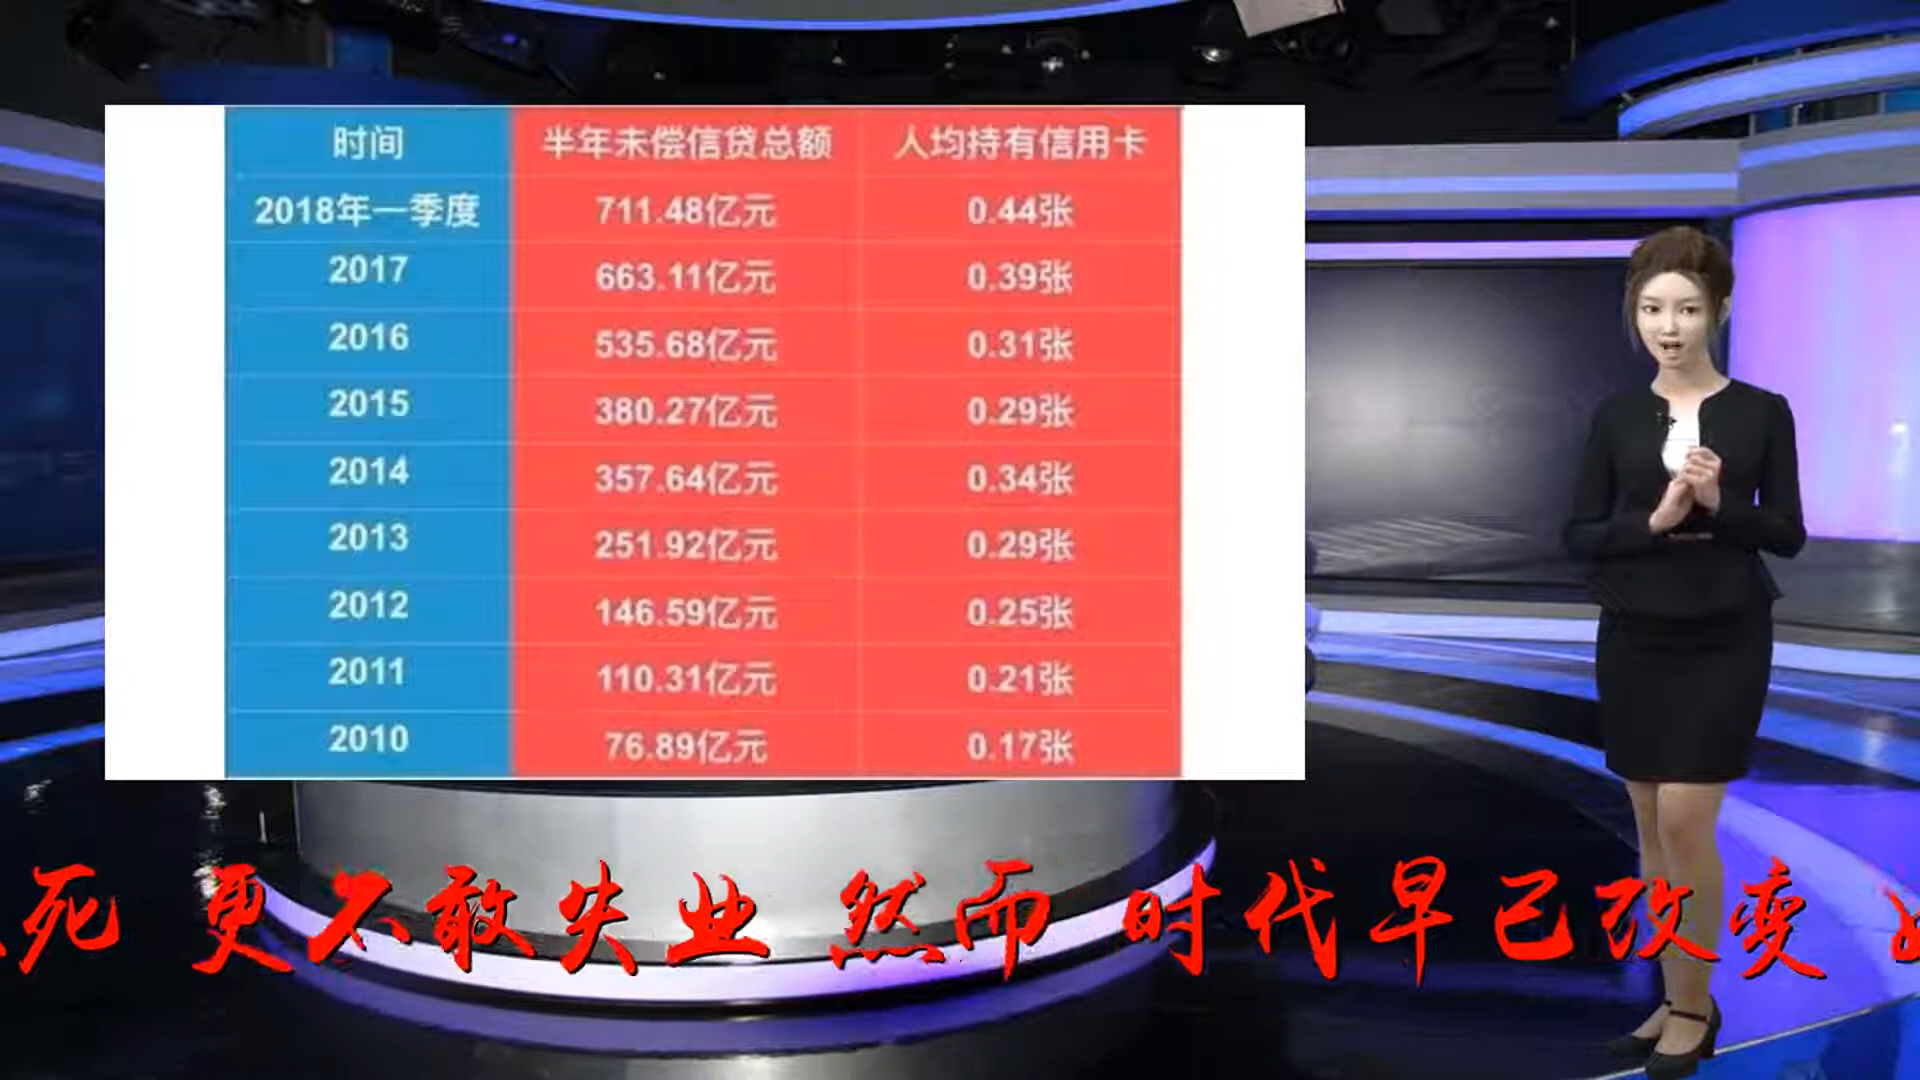 时间 半年未偿信贷总额 人均持有信用卡
2018年一季度 711.48亿元 0.44张
2017 663.11亿元 0.39张
2016 535.68亿元 0.31张
2015 380.27亿元 0.29张
2014 357.64亿元 0.34张
2013 251.92亿元 0.29张
2012 146.59亿元 0.25张
2011 110.31亿元 0.21张
2010 76.89亿元 0.17张
死 更不敢失业 然而 时代早已改变